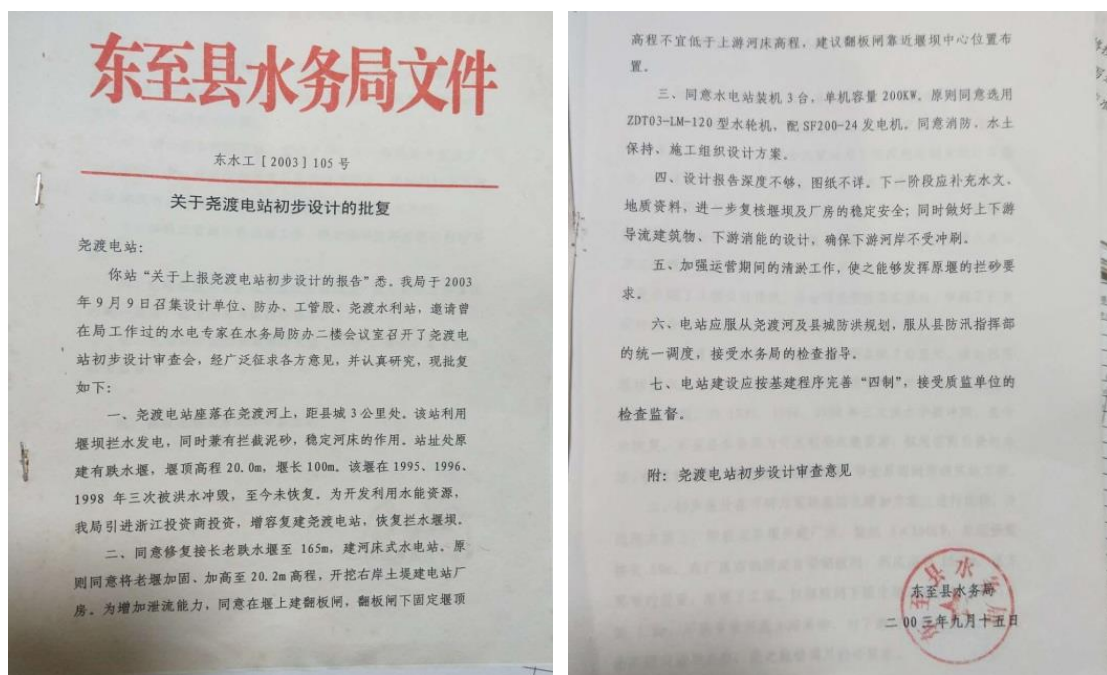 东至县水务局文件
东水工［2003］105号
关于尧渡电站初步设计的批复
尧渡电站：
你站“关于上报尧渡电站初步设计的报告”悉。我局于2003
年9月9日召集设计单位、防办、工管股、尧渡水利站，邀请曾
在局工作过的水电专家在水务局防办二楼会议室召开了尧渡电
站初步设计审查会，经广泛征求各方意见，并认真研究，现批复
如下：
一、尧渡电站座落在尧渡河上，距县城3公里处。该站利用
堰坝拦水发电，同时兼有拦截泥砂，稳定河床的作用。站址处原
建有跌水堰，堰顶高程20.0m，堰长100m。该堰在1995、1996、
1998年三次被洪水冲毁，至今未恢复。为开发利用水能资源，
我局引进浙江投资商投资，增容复建尧渡电站，恢复拦水堰坝。
二、同意修复接长老跌水堰至165m，建河床式水电站。原
则同意将老堰加固、加高至20.2m高程，开挖右岸土堤建电站厂
房。为增加泄流能力，同意在堰上建翻板闸，翻板闸下固定堰顶
高程不宜低于上游河床高程，建议翻板闸靠近堰坝中心位置布
置。
三、同意水电站装机3台，单机容量200KW。原则同意选用
ZDT03-LM-120型水轮机，配SF200-24发电机。同意消防、水土
保持、施工组织设计方案。
四、设计报告深度不够，图纸不详。下一阶段应补充水文、
地质资料，进一步复核堰坝及厂房的稳定安全；同时做好上下游
导流建筑物、下游消能的设计，确保下游河岸不受冲刷。
五、加强运营期间的清淤工作，使之能够发挥原堰的拦砂要
求。
六、电站应服从尧渡河及县城防洪规划，服从县防汛指挥部
的统一调度，接受水务局的检查指导。
七、电站建设应按基建程序完善“四制”，接受质监单位的
检查监督。
附：尧渡电站初步设计审查意见
东至县水务局
二00三年九月十五日
东至县水务局